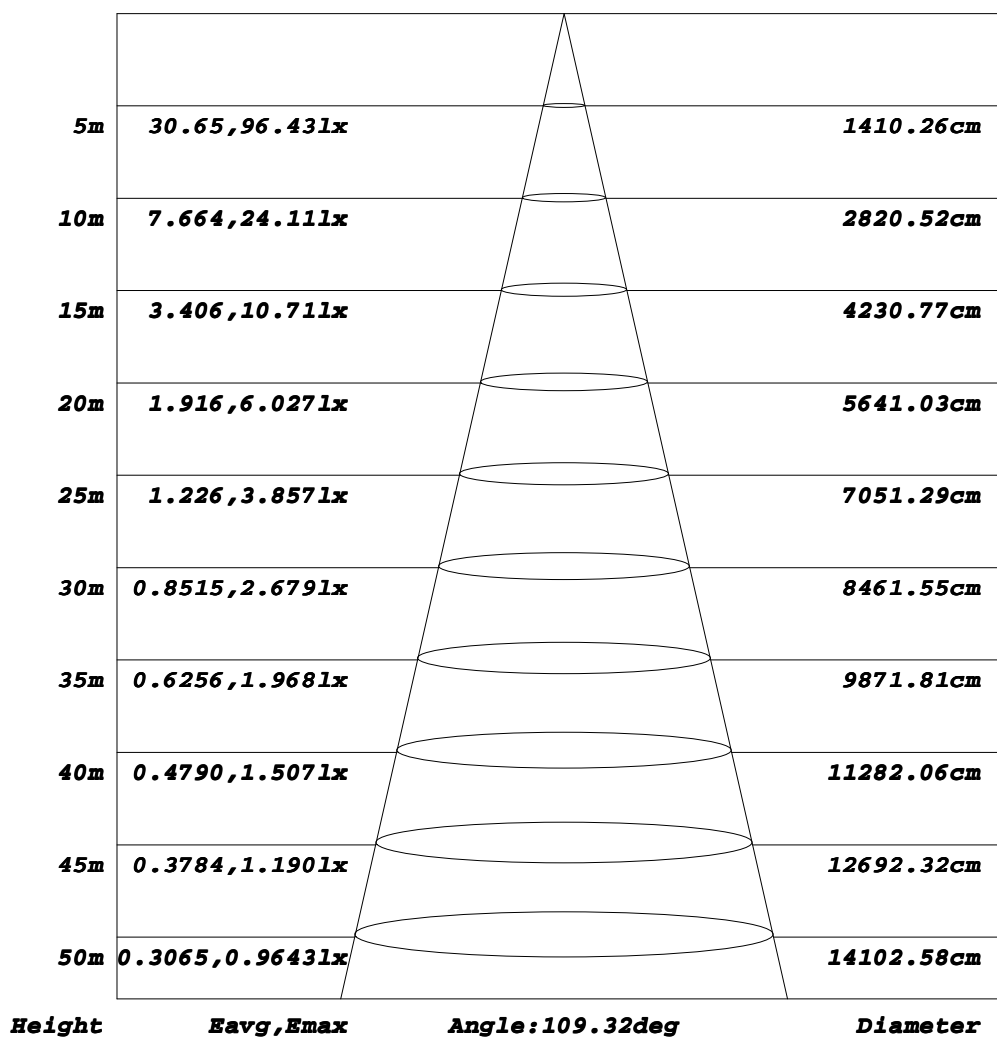 5m 30.65,96.43lx 1410.26cm
10m 7.664,24.11lx 2820.52cm
15m 3.406,10.71lx 4230.77cm
20m 1.916,6.027lx 5641.03cm
25m 1.226,3.857lx 7051.29cm
30m 0.8515,2.679lx 8461.55cm
35m 0.6256,1.968lx 9871.81cm
40m 0.4790,1.507lx 11282.06cm
45m 0.3784,1.190lx 12692.32cm
50m 0.3065,0.9643lx 14102.58cm
Height Eavg,Emax Angle:109.32deg Diameter